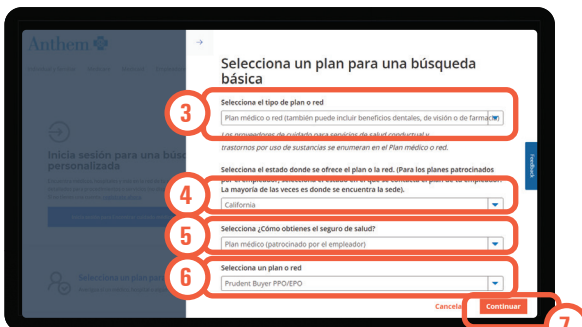 Anthem
→
Selecciona un plan para una búsqueda
básica
Selecciona el tipo de plan o red
3
Plan médico o red (también puede incluir beneficios dentales, de visión o de farmacia)
Los proveedores de cuidado para servicios de salud conductual y
trastornos por uso de sustancias se enumeran en el Plan médico o red.
Inicia sesión para una búsq
personalizada
Feedback
Selecciona el estado donde se ofrece el plan o la red. (Para los planes patrocinados
La mayoría de las veces es donde se encuentra la sede).
4
California
Selecciona ¿Cómo obtienes el seguro de salud?
5
Plan médico (patrocinado por el empleador)
Selecciona un plan o red
6
Prudent Buyer PPO/EPO
Selecciona un plan para
Cancelar
Continuar
7